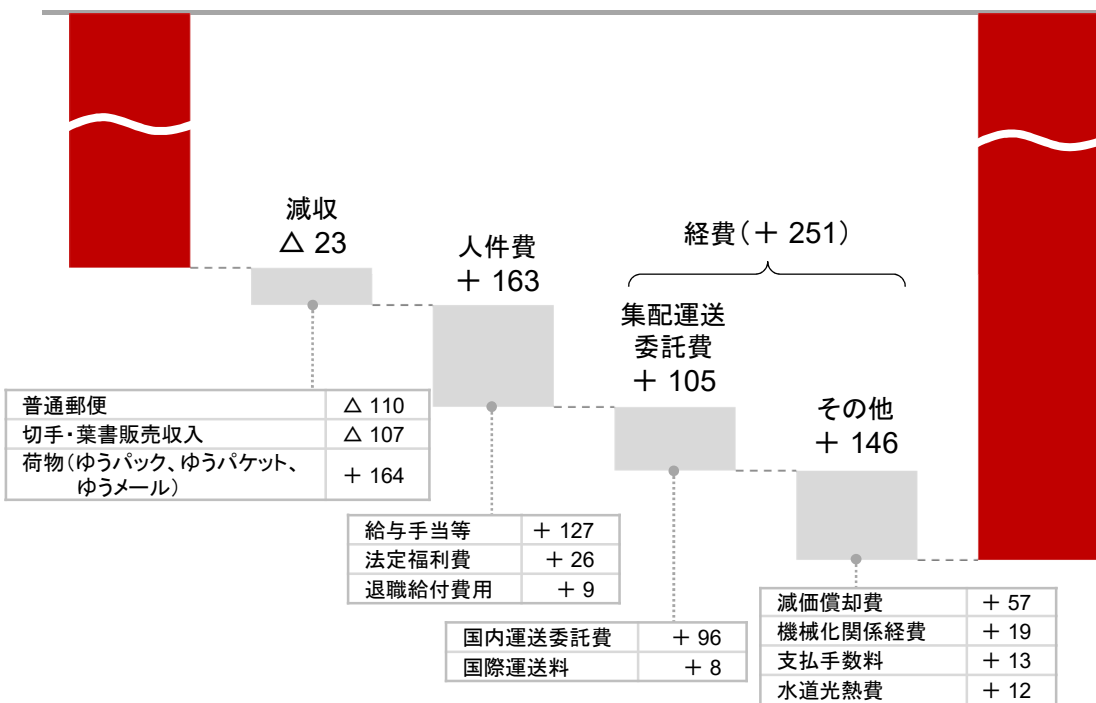 減収
△ 23
人件費
+ 163
経費(+ 251)
集配運送
委託費
+ 105
その他
+ 146
普通郵便 △ 110
切手・葉書販売収入 △ 107
荷物(ゆうパック、ゆうパケット、
ゆうメール) + 164
給与手当等 + 127
法定福利費 + 26
退職給付費用 + 9
国内運送委託費 + 96
国際運送料 + 8
減価償却費 + 57
機械化関係経費 + 19
支払手数料 + 13
水道光熱費 + 12